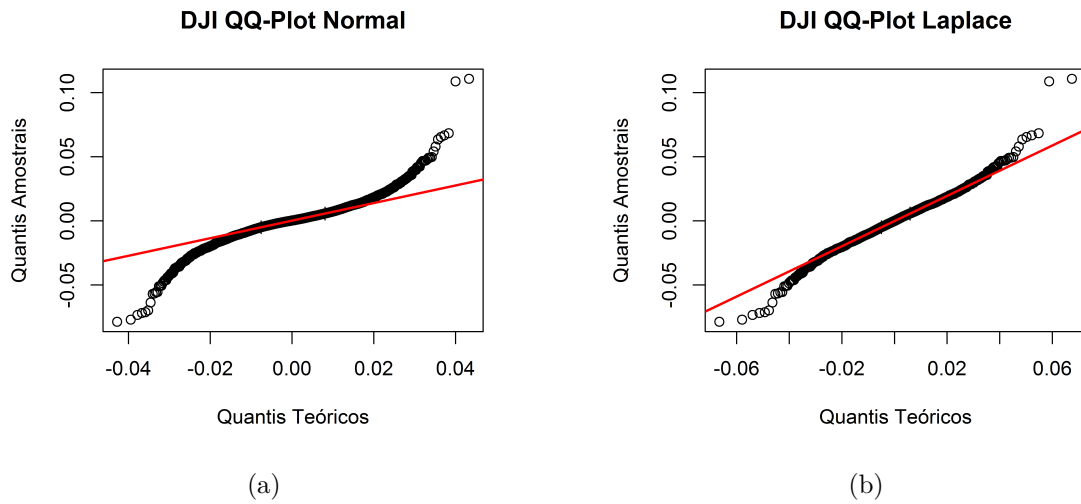 DJI QQ-Plot Normal
Quantis Amostrais
0.10
0.05
0.00
-0.05
-0.04
-0.02
0.00
0.02
0.04
Quantis Teóricos
(a)
DJI QQ-Plot Laplace
Quantis Amostrais
0.10
0.05
0.00
-0.05
-0.06
-0.02
0.02
0.06
Quantis Teóricos
(b)